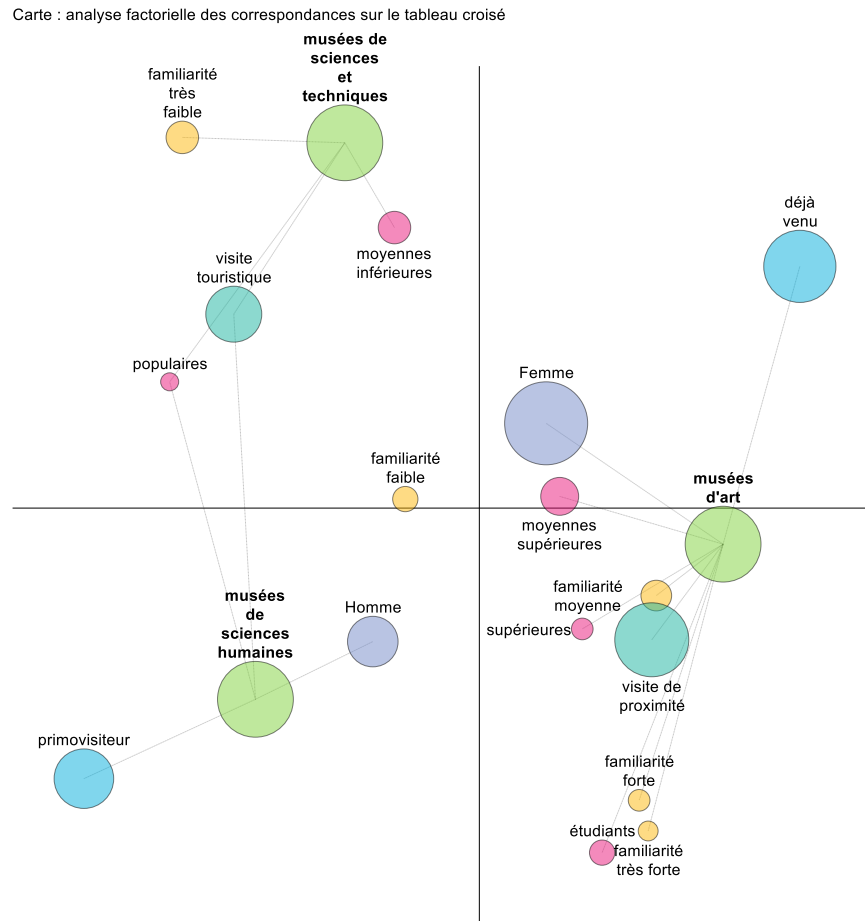 Carte : analyse factorielle des correspondances sur le tableau croisé
musées de
sciences
et
techniques
familiarité
très
faible
moyennes
inférieures
déjà
venu
visite
touristique
populaires
Femme
familiarité
faible
musées
d'art
moyennes
supérieures
familiarité
moyenne
supérieures
musées
de
sciences
humaines
Homme
visite de
proximité
primovisiteur
familiarité
forte
étudiants
familiarité
très forte